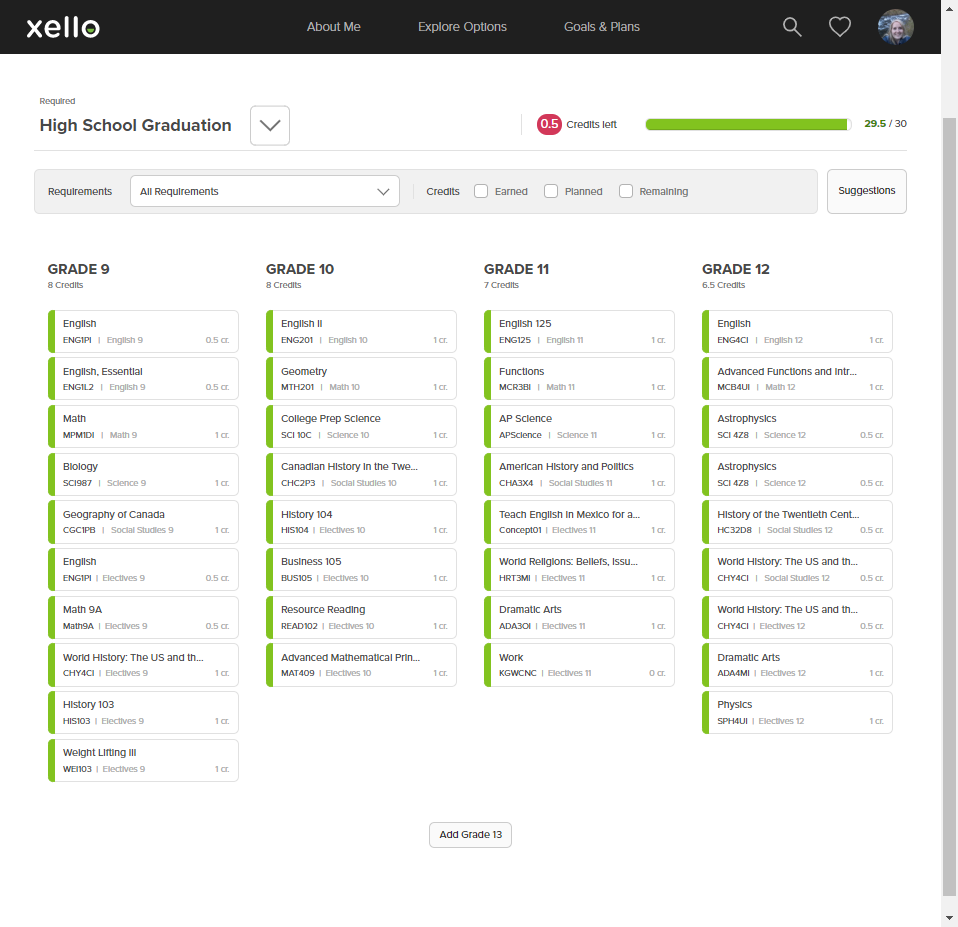 xello
About Me
Explore Options
Goals & Plans
Required
High School Graduation
0.5 Credits left
29.5 / 30
Requirements
All Requirements
Credits
Earned
Planned
Remaining
Suggestions
GRADE 9
8 Credits
English
ENG1PI | English 9 0.5 cr.
English, Essential
ENG1L2 | English 9 0.5 cr.
Math
MPM1DI | Math 9 1 cr.
Biology
SCI987 | Science 9 1 cr.
Geography of Canada
CGC1PB | Social Studies 9 1 cr.
English
ENG1PI | Electives 9 0.5 cr.
Math 9A
Math9A | Electives 9 0.5 cr.
World History: The US and th...
CHY4CI | Electives 9 1 cr.
History 103
HIS103 | Electives 9 1 cr.
Weight Lifting III
WEI103 | Electives 9 1 cr.
GRADE 10
8 Credits
English II
ENG201 | English 10 1 cr.
Geometry
MTH201 | Math 10 1 cr.
College Prep Science
SCI 10C | Science 10 1 cr.
Canadian History in the Twe...
CHC2P3 | Social Studies 10 1 cr.
History 104
HIS104 | Electives 10 1 cr.
Business 105
BUS105 | Electives 10 1 cr.
Resource Reading
READ102 | Electives 10 1 cr.
Advanced Mathematical Prin...
MAT409 | Electives 10 1 cr.
GRADE 11
7 Credits
English 125
ENG125 | English 11 1 cr.
Functions
MCR3BI | Math 11 1 cr.
AP Science
APScience | Science 11 1 cr.
American History and Politics
CHA3X4 | Social Studies 11 1 cr.
Teach English in Mexico for a...
Concept01 | Electives 11 1 cr.
World Religions: Beliefs, Issu...
HRT3MI | Electives 11 1 cr.
Dramatic Arts
ADA3OI | Electives 11 1 cr.
Work
KGWCNC | Electives 11 0 cr.
GRADE 12
6.5 Credits
English
ENG4CI | English 12 1 cr.
Advanced Functions and Intr...
MCB4UI | Math 12 1 cr.
Astrophysics
SCI 4Z8 | Science 12 0.5 cr.
Astrophysics
SCI 4Z8 | Science 12 0.5 cr.
History of the Twentieth Cent...
HC32D8 | Social Studies 12 0.5 cr.
World History: The US and th...
CHY4CI | Social Studies 12 0.5 cr.
World History: The US and th...
CHY4CI | Electives 12 0.5 cr.
Dramatic Arts
ADA4MI | Electives 12 1 cr.
Physics
SPH4UI | Electives 12 1 cr.
Add Grade 13